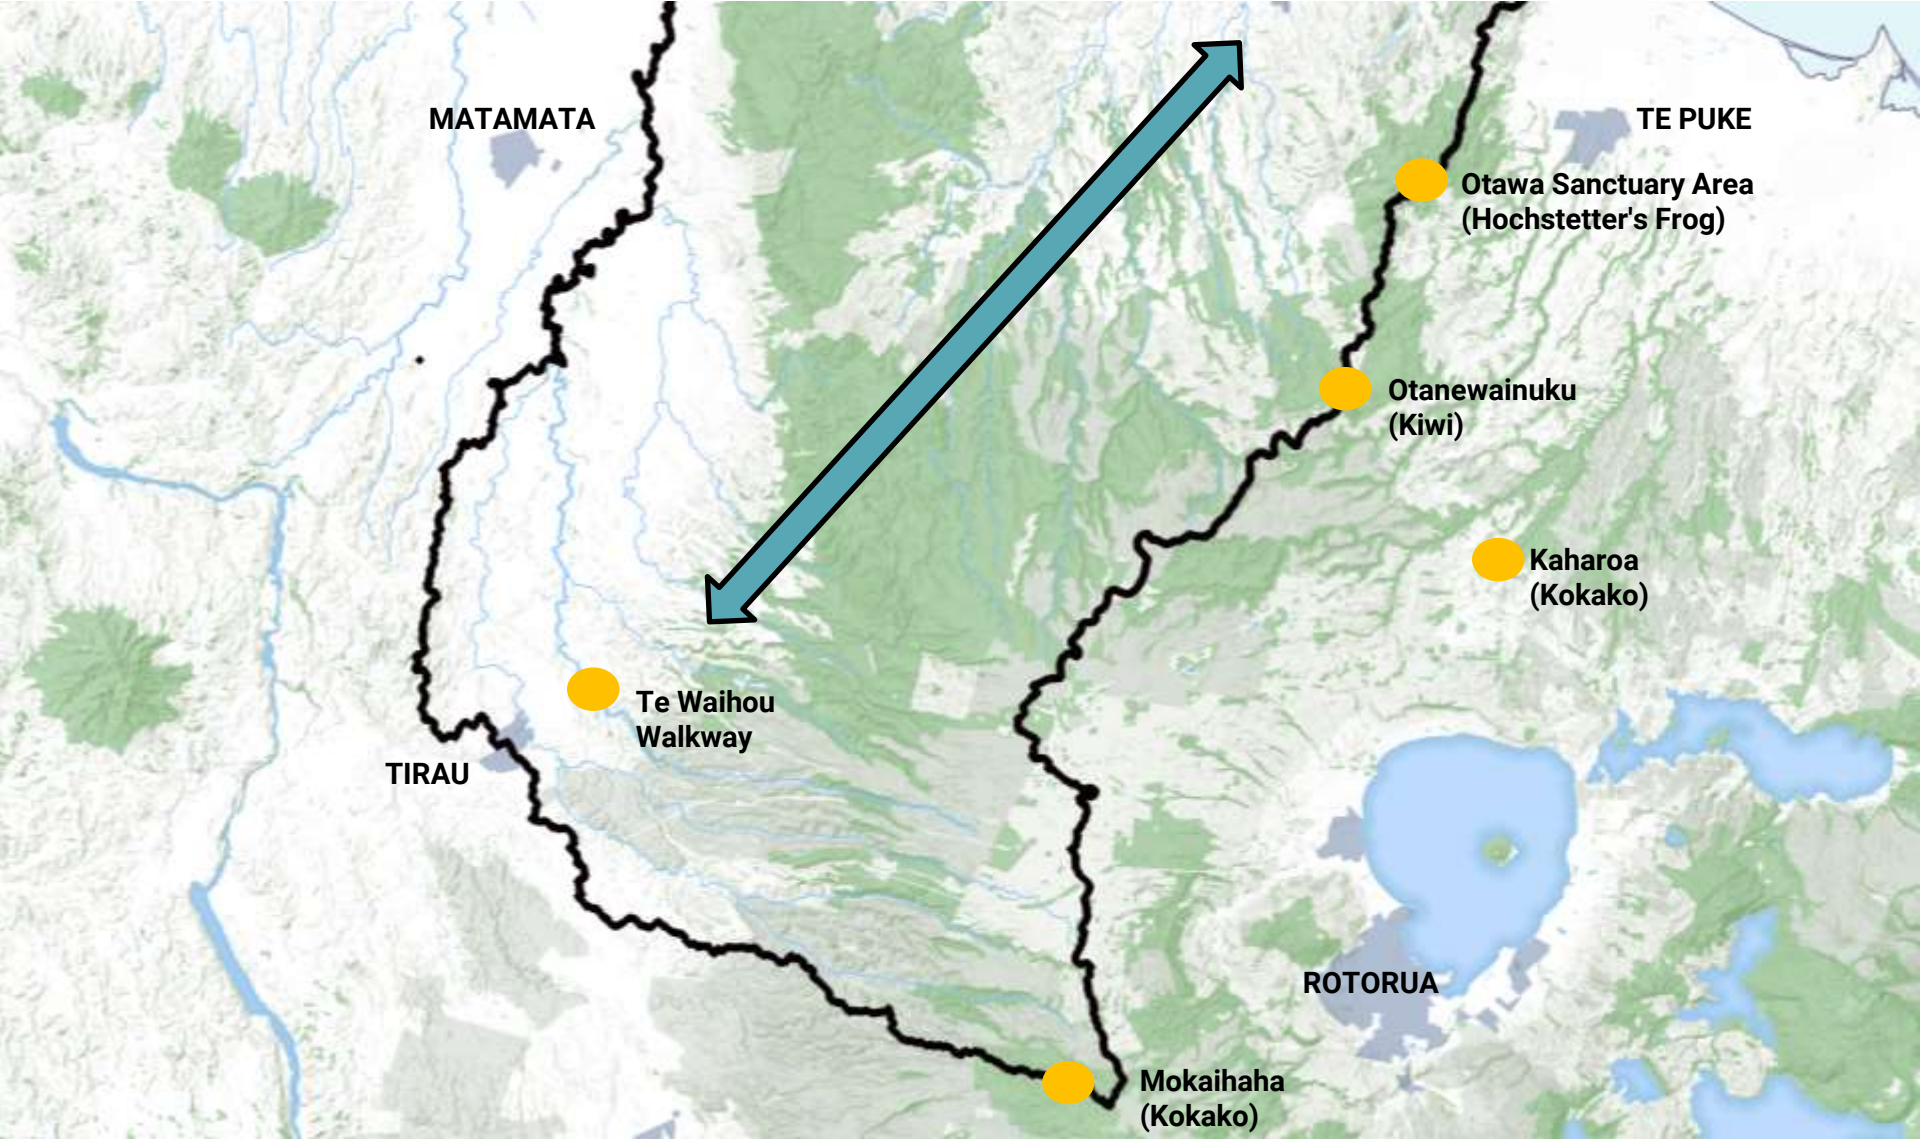 MATAMATA
TE PUKE
Otawa Sanctuary Area
(Hochstetter's Frog)
Otanewainuku
(Kiwi)
Kaharoa
(Kokako)
Te Waihou
Walkway
TIRAU
ROTORUA
Mokaihaha
(Kokako)